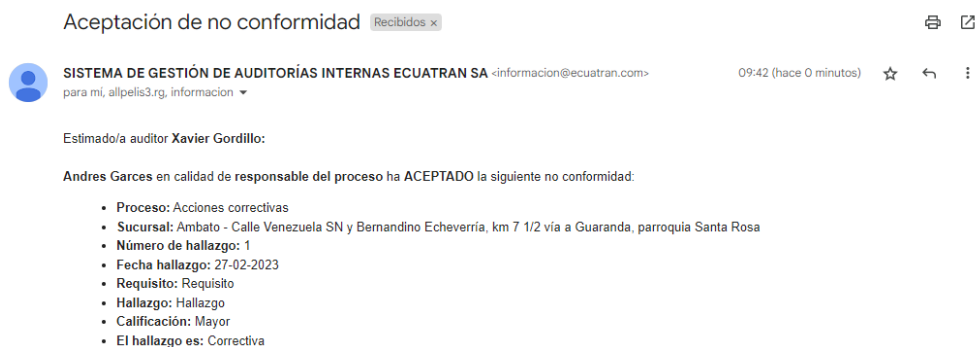 Aceptación de no conformidad Recibidos x
SISTEMA DE GESTIÓN DE AUDITORÍAS INTERNAS ECUATRAN SA <informacion@ecuatran.com> 09:42 (hace 0 minutos)
para mí, allpelis3.rg, informacion
Estimado/a auditor Xavier Gordillo:
Andres Garces en calidad de responsable del proceso ha ACEPTADO la siguiente no conformidad:
• Proceso: Acciones correctivas
• Sucursal: Ambato - Calle Venezuela SN y Bernandino Echeverría, km 7 1/2 vía a Guaranda, parroquia Santa Rosa
• Número de hallazgo: 1
• Fecha hallazgo: 27-02-2023
• Requisito: Requisito
• Hallazgo: Hallazgo
• Calificación: Mayor
• El hallazgo es: Correctiva